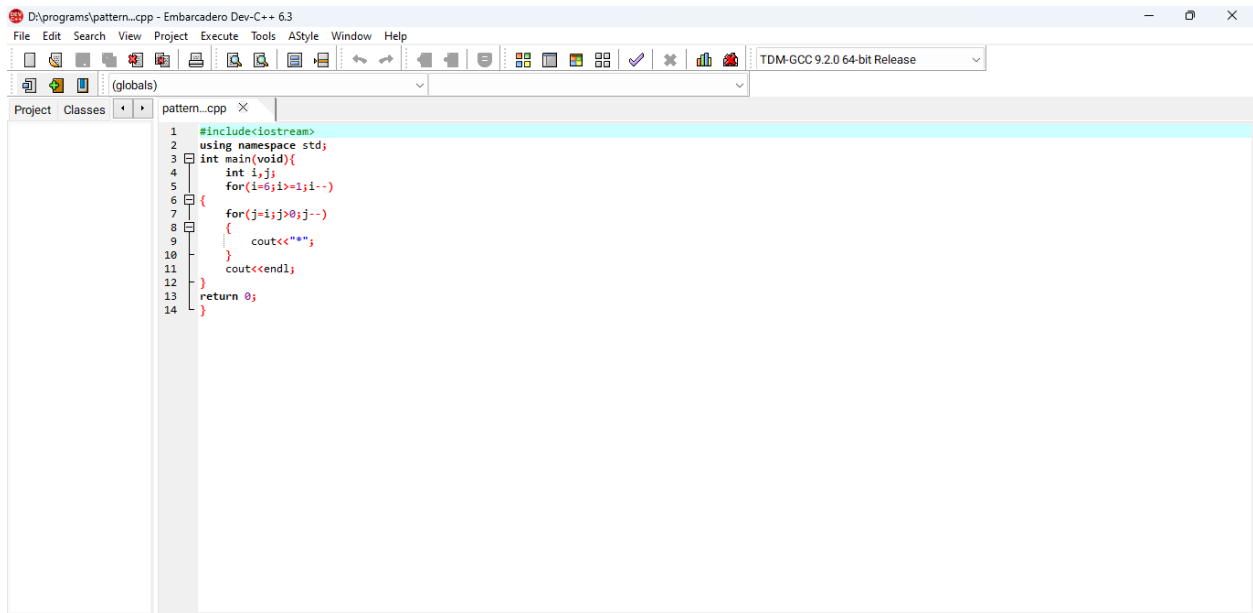 D:\programs\pattern...cpp - Embarcadero Dev-C++ 6.3
File Edit Search View Project Execute Tools AStyle Window Help
TDM-GCC 9.2.0 64-bit Release
(globals)
Project Classes pattern...cpp
1 #include<iostream>
2 using namespace std;
3 int main(void){
4     int i,j;
5     for(i=6;i>=1;i--)
6 {
7     for(j=i;j>0;j--)
8     {
9         cout<<"*";
10     }
11     cout<<endl;
12 }
13 return 0;
14 }